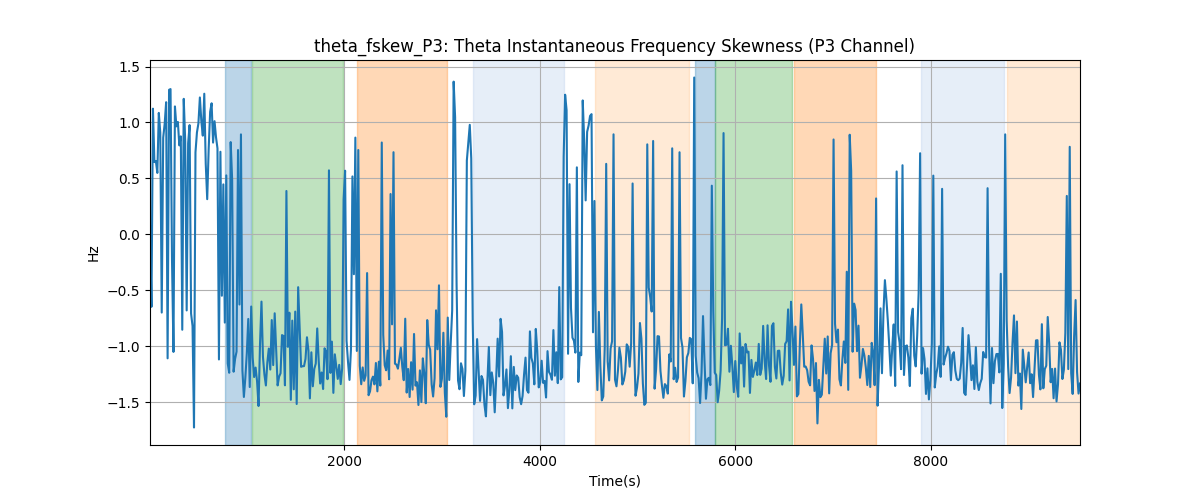 theta_fskew_P3: Theta Instantaneous Frequency Skewness (P3 Channel)
1.5
1.0
0.5
0.0
−0.5
−1.0
−1.5
Hz
2000 4000 6000 8000
Time(s)